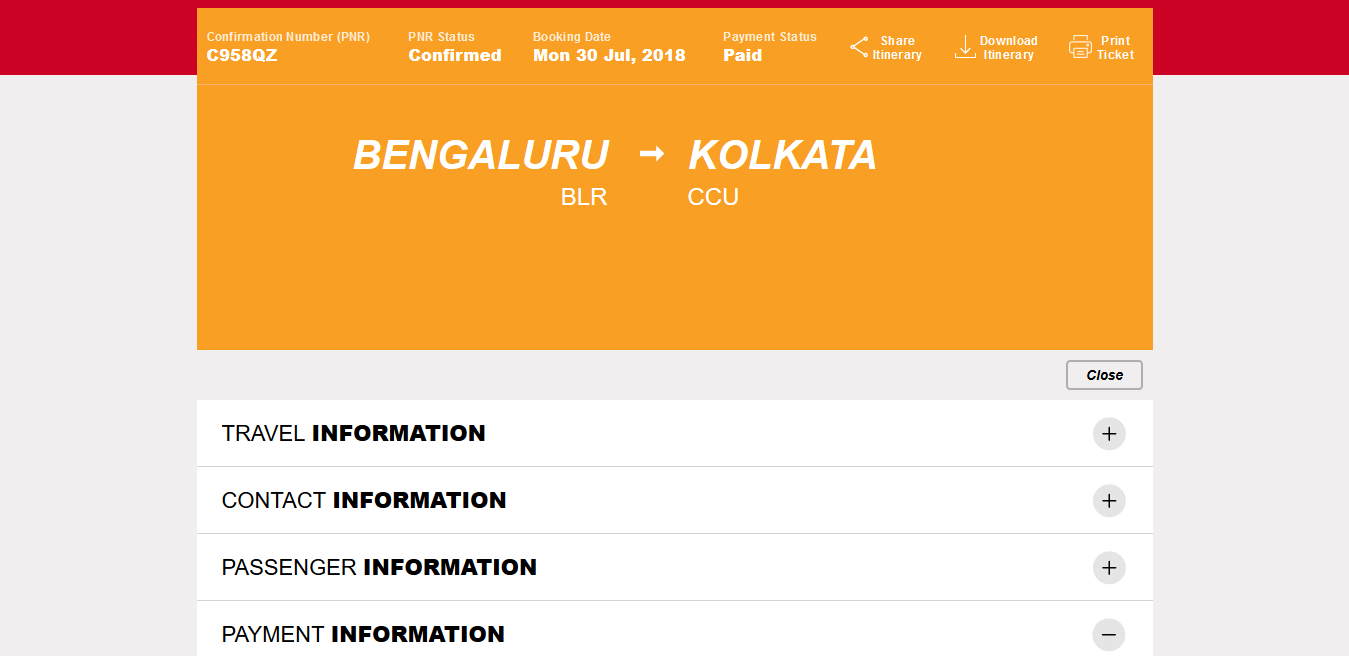 Confirmation Number (PNR) PNR Status Booking Date Payment Status Share Download Print
C958QZ Confirmed Mon 30 Jul, 2018 Paid Itinerary Itinerary Ticket
BENGALURU KOLKATA
BLR CCU
Close
TRAVEL INFORMATION
CONTACT INFORMATION
PASSENGER INFORMATION
PAYMENT INFORMATION